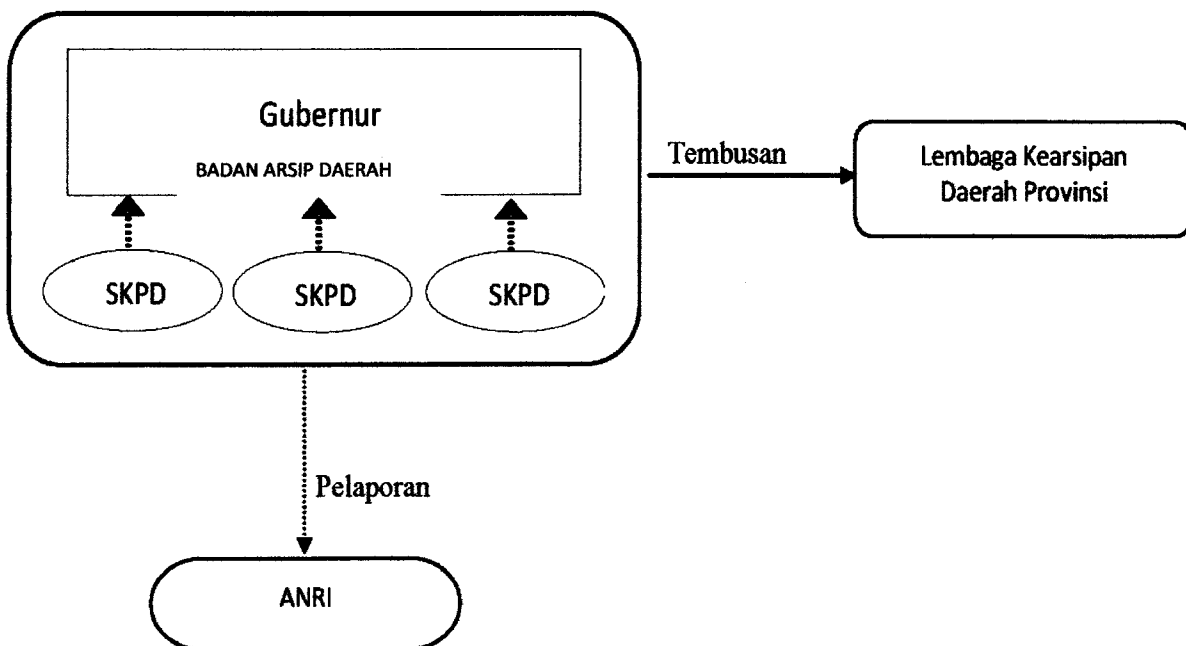 Gubernur
BADAN ARSIP DAERAH
SKPD
SKPD
SKPD
Tembusan
Lembaga Kearsipan
Daerah Provinsi
Pelaporan
ANRI